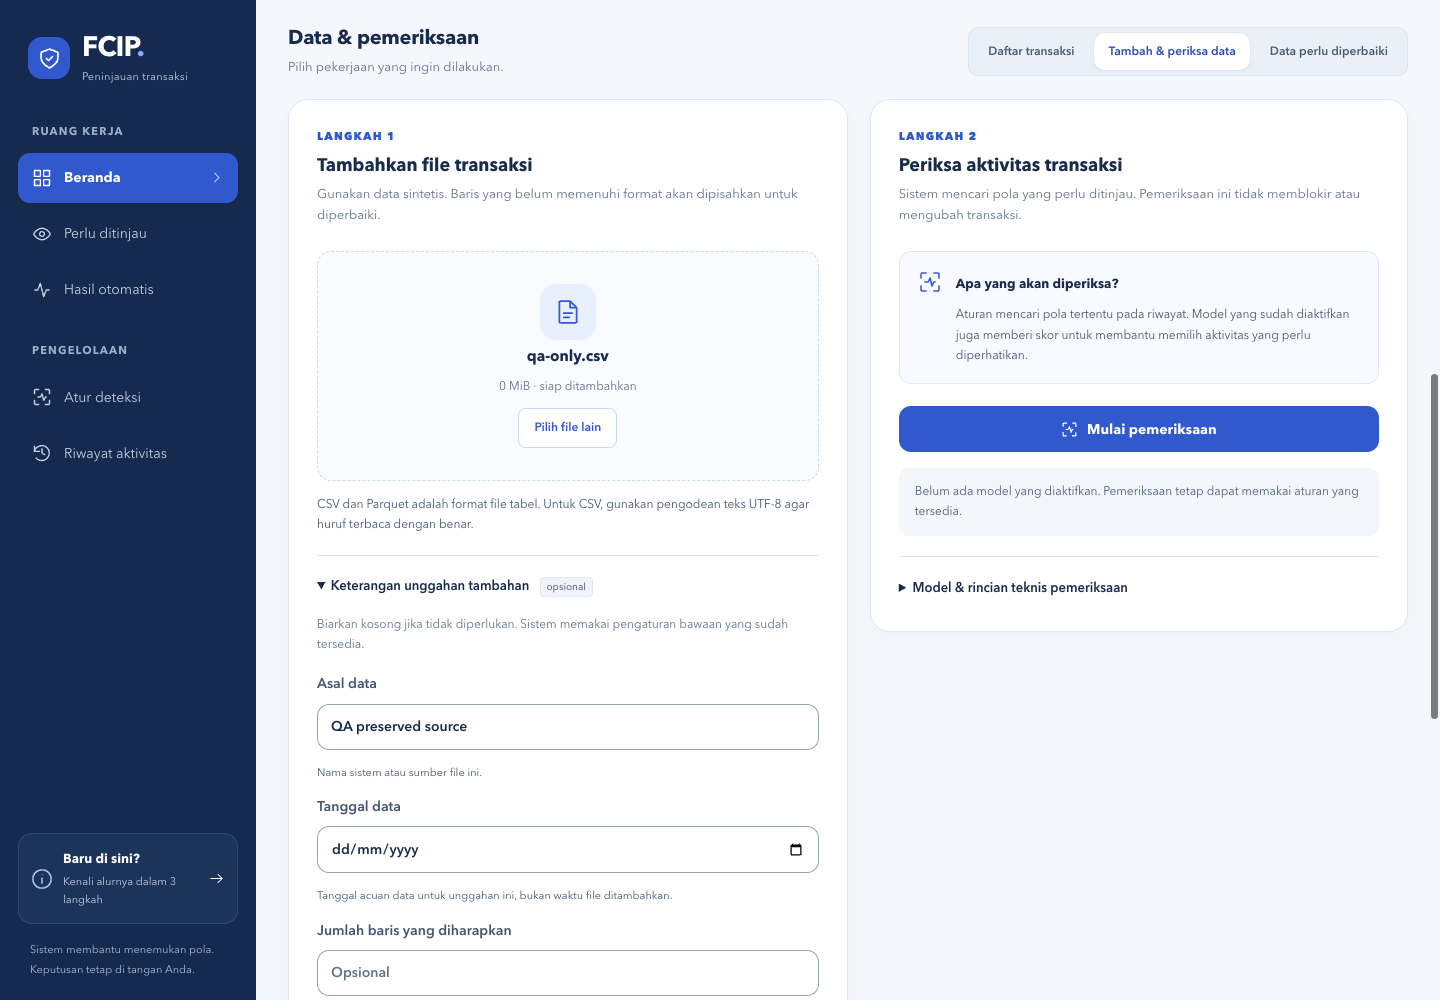 FCIP.
Peninjauan transaksi
RUANG KERJA
Beranda
Perlu ditinjau
Hasil otomatis
PENGELOLAAN
Atur deteksi
Riwayat aktivitas
Baru di sini?
Kenali alurnya dalam 3
langkah
Sistem membantu menemukan pola.
Keputusan tetap di tangan Anda.
Data & pemeriksaan
Pilih pekerjaan yang ingin dilakukan.
Daftar transaksi
Tambah & periksa data
Data perlu diperbaiki
LANGKAH 1
Tambahkan file transaksi
Gunakan data sintetis. Baris yang belum memenuhi format akan dipisahkan untuk
diperbaiki.
qa-only.csv
0 MiB · siap ditambahkan
Pilih file lain
CSV dan Parquet adalah format file tabel. Untuk CSV, gunakan pengodean teks UTF-8 agar
huruf terbaca dengan benar.
Keterangan unggahan tambahan opsional
Biarkan kosong jika tidak diperlukan. Sistem memakai pengaturan bawaan yang sudah
tersedia.
Asal data
QA preserved source
Nama sistem atau sumber file ini.
Tanggal data
dd/mm/yyyy
Tanggal acuan data untuk unggahan ini, bukan waktu file ditambahkan.
Jumlah baris yang diharapkan
Opsional
LANGKAH 2
Periksa aktivitas transaksi
Sistem mencari pola yang perlu ditinjau. Pemeriksaan ini tidak memblokir atau
mengubah transaksi.
Apa yang akan diperiksa?
Aturan mencari pola tertentu pada riwayat. Model yang sudah diaktifkan
juga memberi skor untuk membantu memilih aktivitas yang perlu
diperhatikan.
Mulai pemeriksaan
Belum ada model yang diaktifkan. Pemeriksaan tetap dapat memakai aturan yang
tersedia.
Model & rincian teknis pemeriksaan